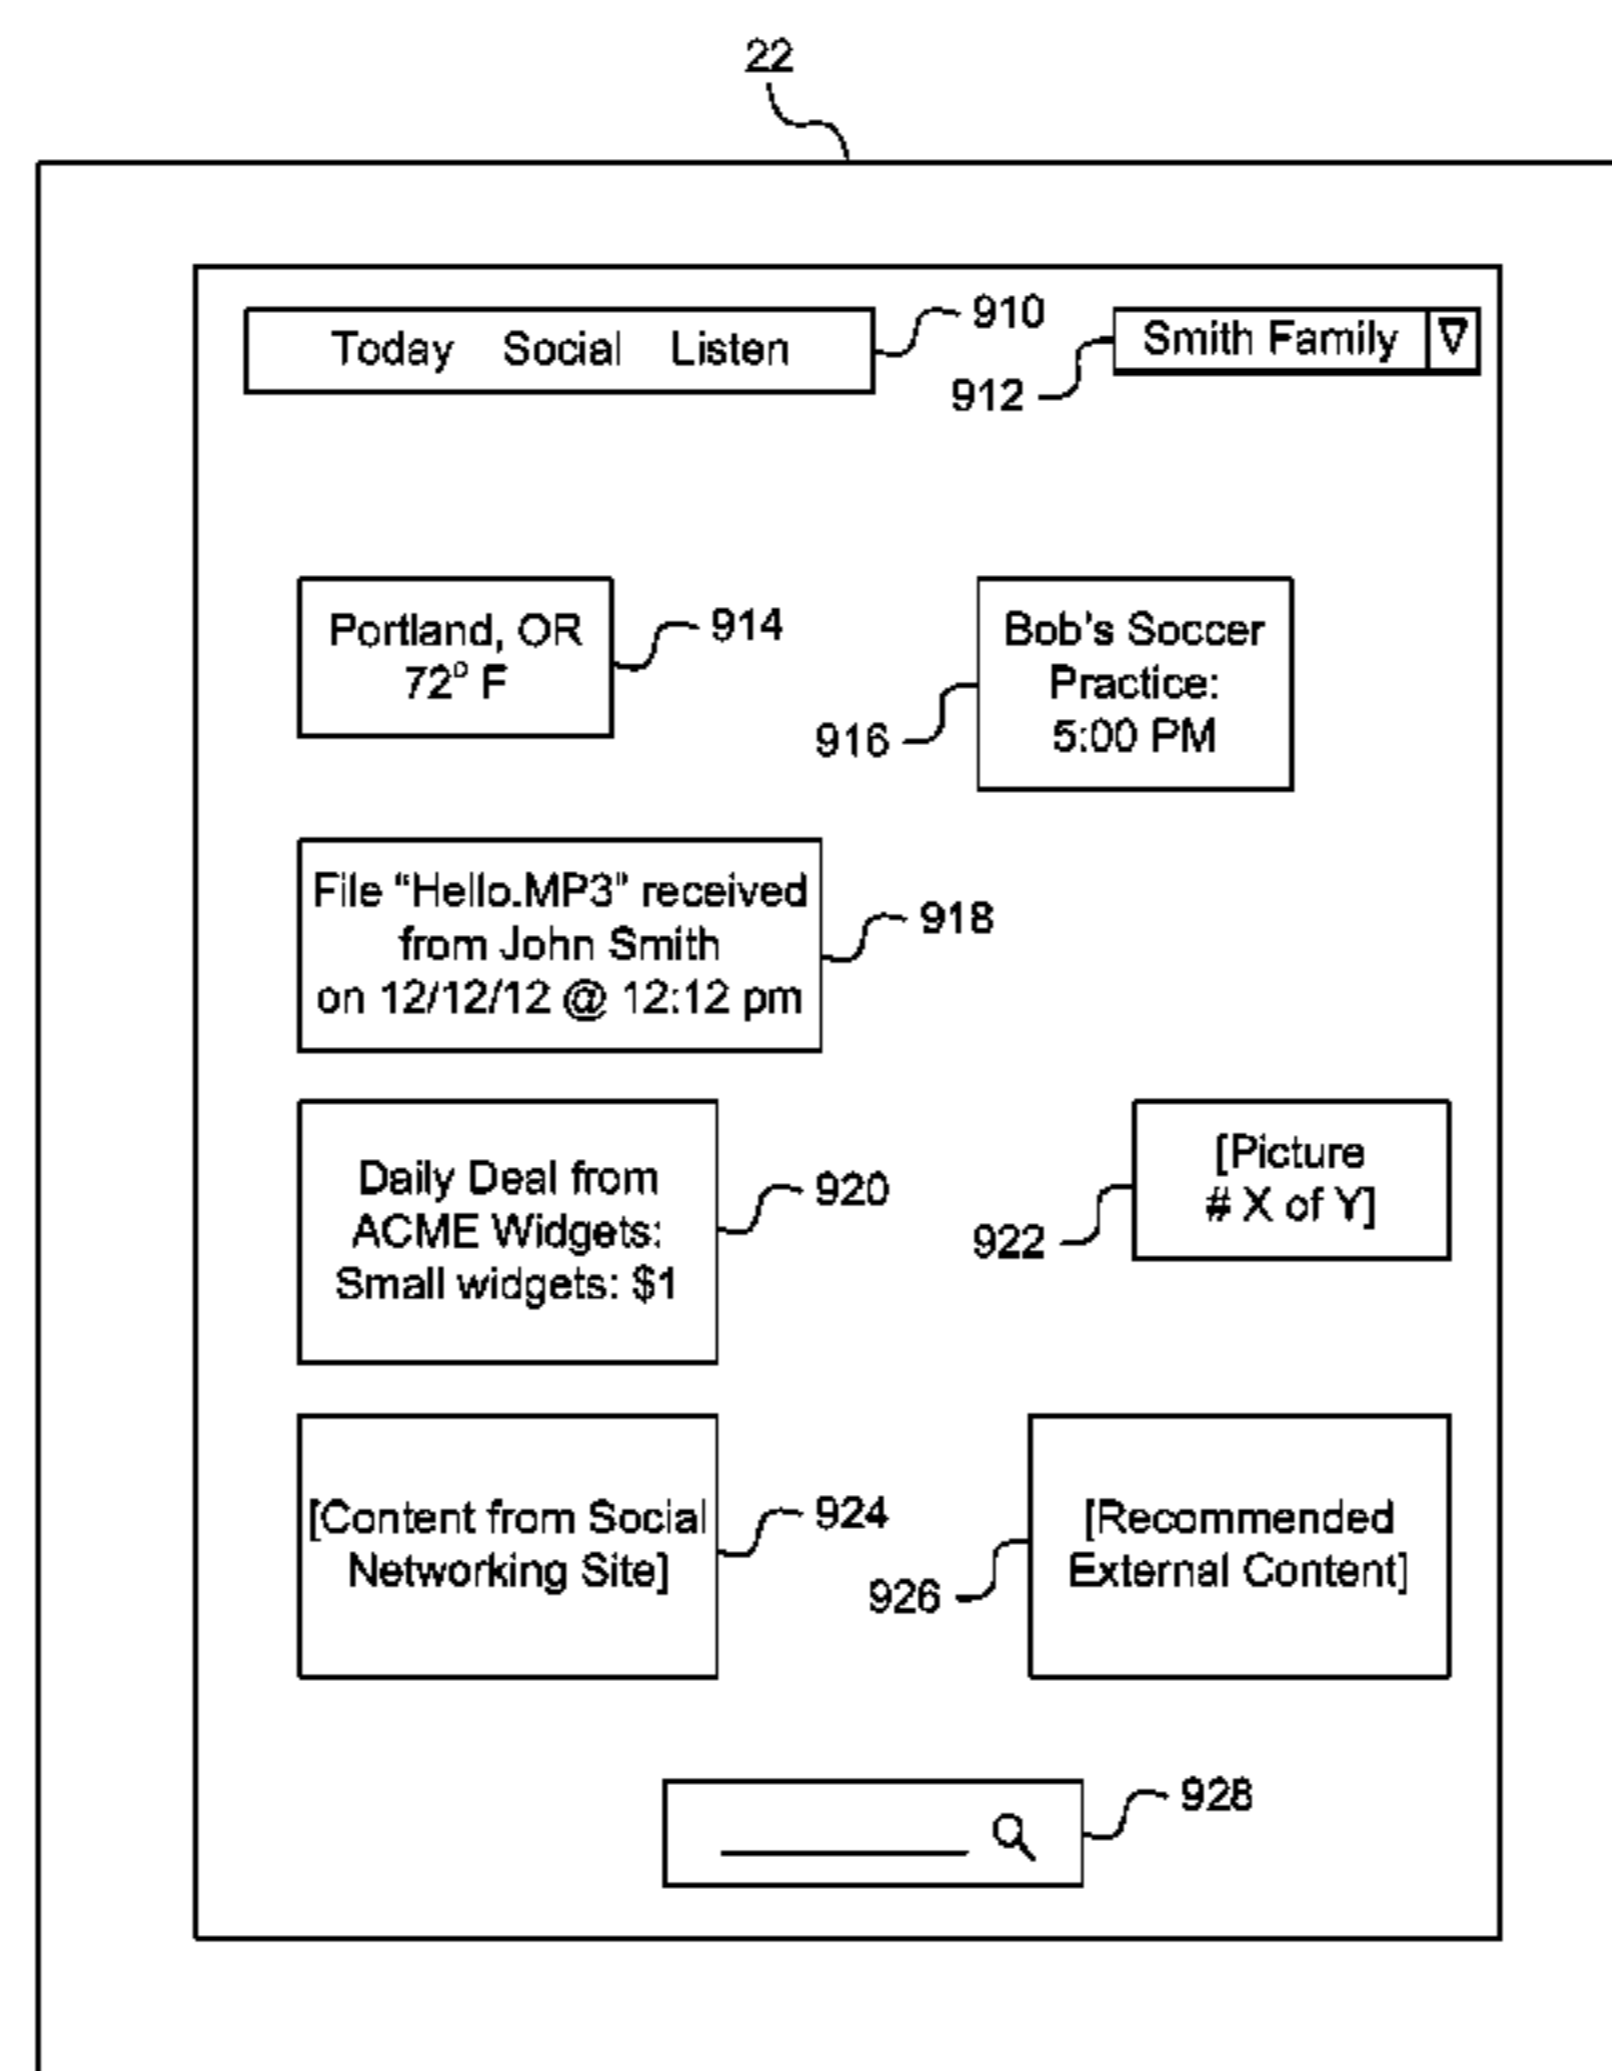 22
Today Social Listen
910
Smith Family
912
Portland, OR
72° F
914
Bob's Soccer
Practice:
5:00 PM
916
File “Hello.MP3” received
from John Smith
on 12/12/12 @ 12:12 pm
918
Daily Deal from
ACME Widgets:
Small widgets: $1
920
[Picture
# X of Y]
922
[Content from Social
Networking Site]
924
[Recommended
External Content]
926
928